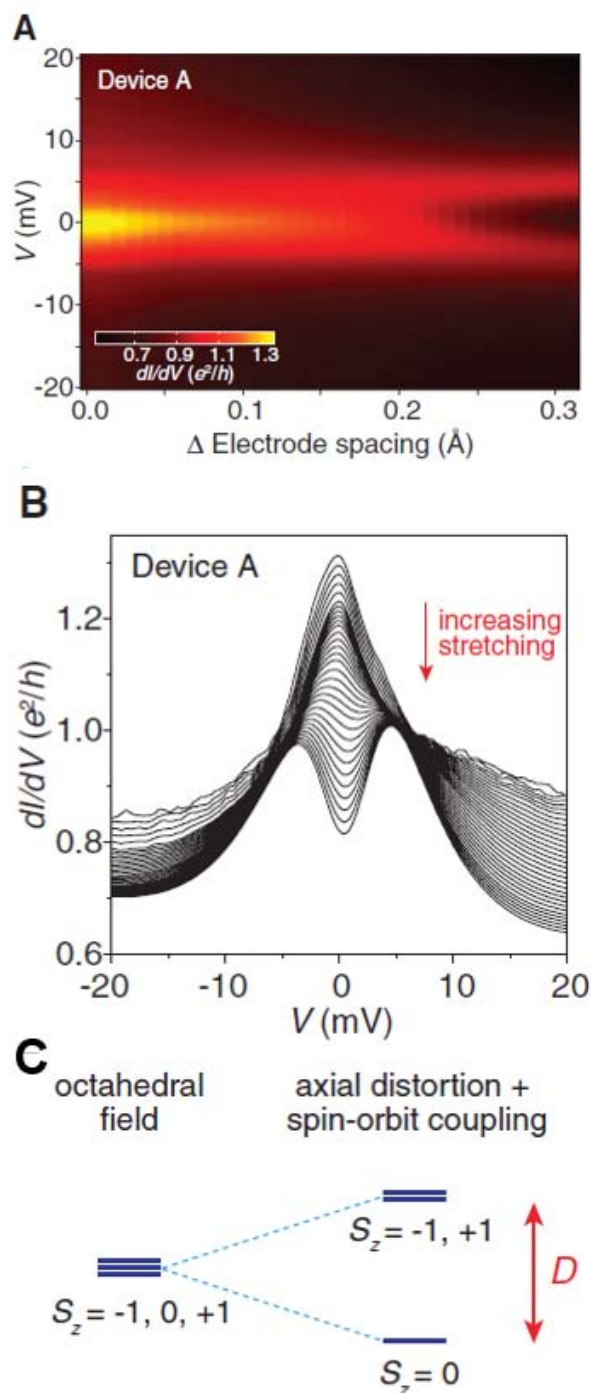 A
Device A
20
10
0
-10
-20
V (mV)
0.7 0.9 1.1 1.3
dI/dV (e²/h)
0.0 0.1 0.2 0.3
Δ Electrode spacing (Å)
B
Device A
increasing
stretching
1.2
1.0
0.8
0.6
dI/dV (e²/h)
-20 -10 0 10 20
V (mV)
C
octahedral
field
axial distortion +
spin-orbit coupling
S_z = -1, +1
D
S_z = -1, 0, +1
S_z = 0